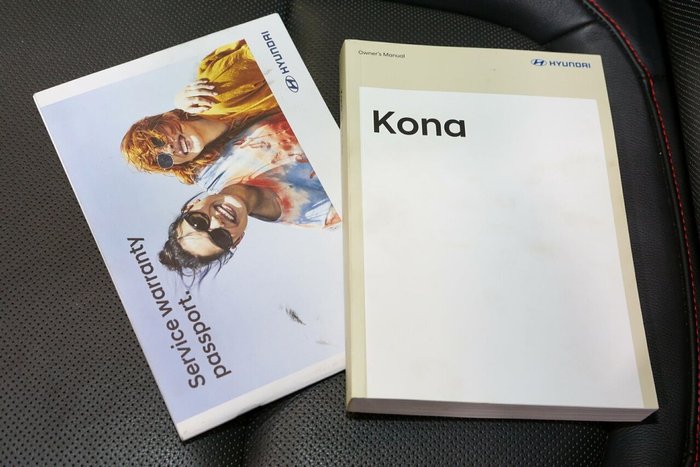 HYUNDAI
Service warranty
passport.
Owner's Manual
HYUNDAI
Kona